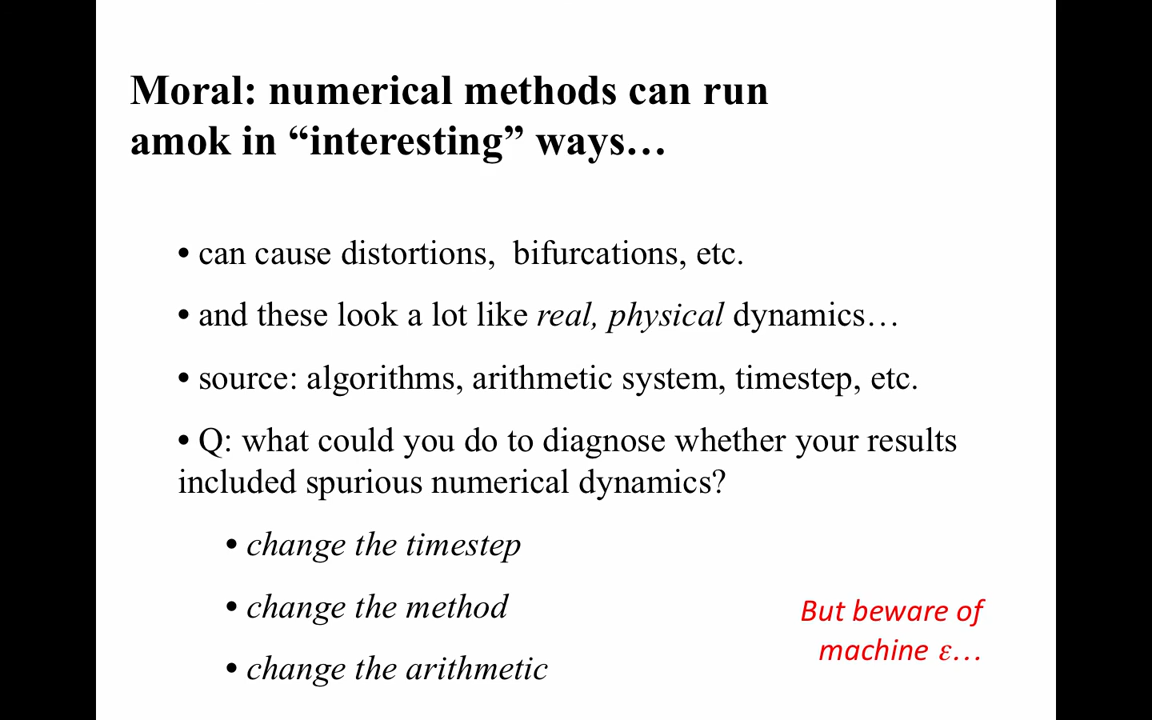 Moral: numerical methods can run
amok in “interesting” ways…
• can cause distortions,  bifurcations, etc.
• and these look a lot like real, physical dynamics…
• source: algorithms, arithmetic system, timestep, etc.
• Q: what could you do to diagnose whether your results
included spurious numerical dynamics?
• change the timestep
• change the method
• change the arithmetic
But beware of
machine ε…